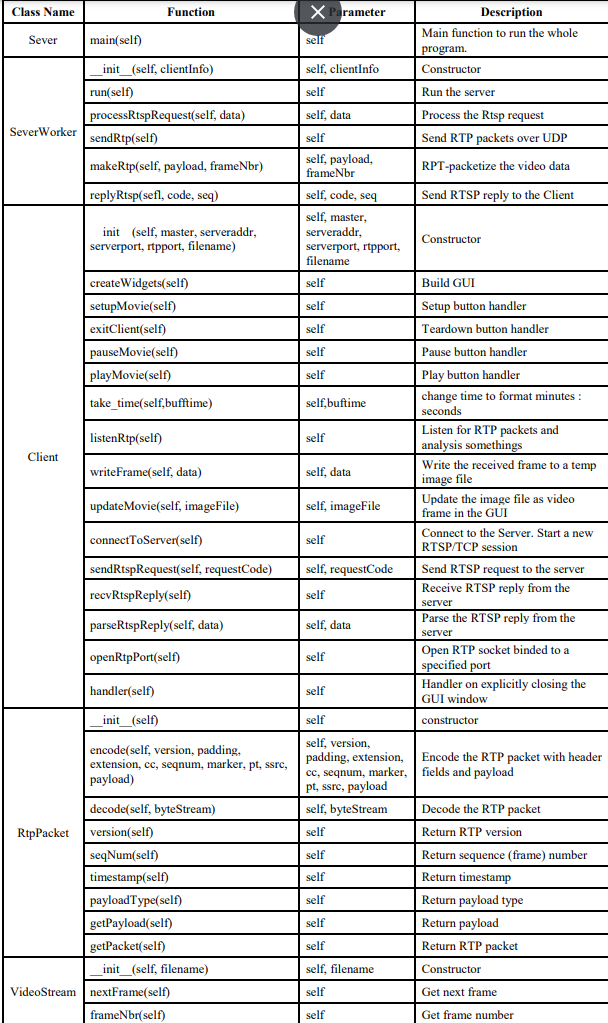 Class Name Function Parameter Description
Sever main(self) self Main function to run the whole
program.
SeverWorker
__init__(self, clientInfo) self, clientInfo Constructor
run(self) self Run the server
processRtspRequest(self, data) self, data Process the Rtsp request
sendRtp(self) self Send RTP packets over UDP
makeRtp(self, payload, frameNbr) self, payload,
frameNbr RPT-packetize the video data
replyRtsp(sefl, code, seq) self, code, seq Send RTSP reply to the Client
Client
init (self, master, serveraddr,
serverport, rtpport, filename)
self, master,
serveraddr,
serverport, rtpport,
filename
Constructor
createWidgets(self) self Build GUI
setupMovie(self) self Setup button handler
exitClient(self) self Teardown button handler
pauseMovie(self) self Pause button handler
playMovie(self) self Play button handler
take_time(self,bufftime) self,buftime change time to format minutes :
seconds
listenRtp(self) self Listen for RTP packets and
analysis somethings
writeFrame(self, data) self, data Write the received frame to a temp
image file
updateMovie(self, imageFile) self, imageFile Update the image file as video
frame in the GUI
connectToServer(self) self Connect to the Server. Start a new
RTSP/TCP session
sendRtspRequest(self, requestCode) self, requestCode Send RTSP request to the server
recvRtspReply(self) self Receive RTSP reply from the
server
parseRtspReply(self, data) self, data Parse the RTSP reply from the
server
openRtpPort(self) self Open RTP socket binded to a
specified port
handler(self) self Handler on explicitly closing the
GUI window
RtpPacket
__init__(self) self constructor
encode(self, version, padding,
extension, cc, seqnum, marker, pt, ssrc,
payload)
self, version,
padding, extension,
cc, seqnum, marker,
pt, ssrc, payload
Encode the RTP packet with header
fields and payload
decode(self, byteStream) self, byteStream Decode the RTP packet
version(self) self Return RTP version
seqNum(self) self Return sequence (frame) number
timestamp(self) self Return timestamp
payloadType(self) self Return payload type
getPayload(self) self Return payload
getPacket(self) self Return RTP packet
VideoStream
__init__(self, filename) self, filename Constructor
nextFrame(self) self Get next frame
frameNbr(self) self Get frame number